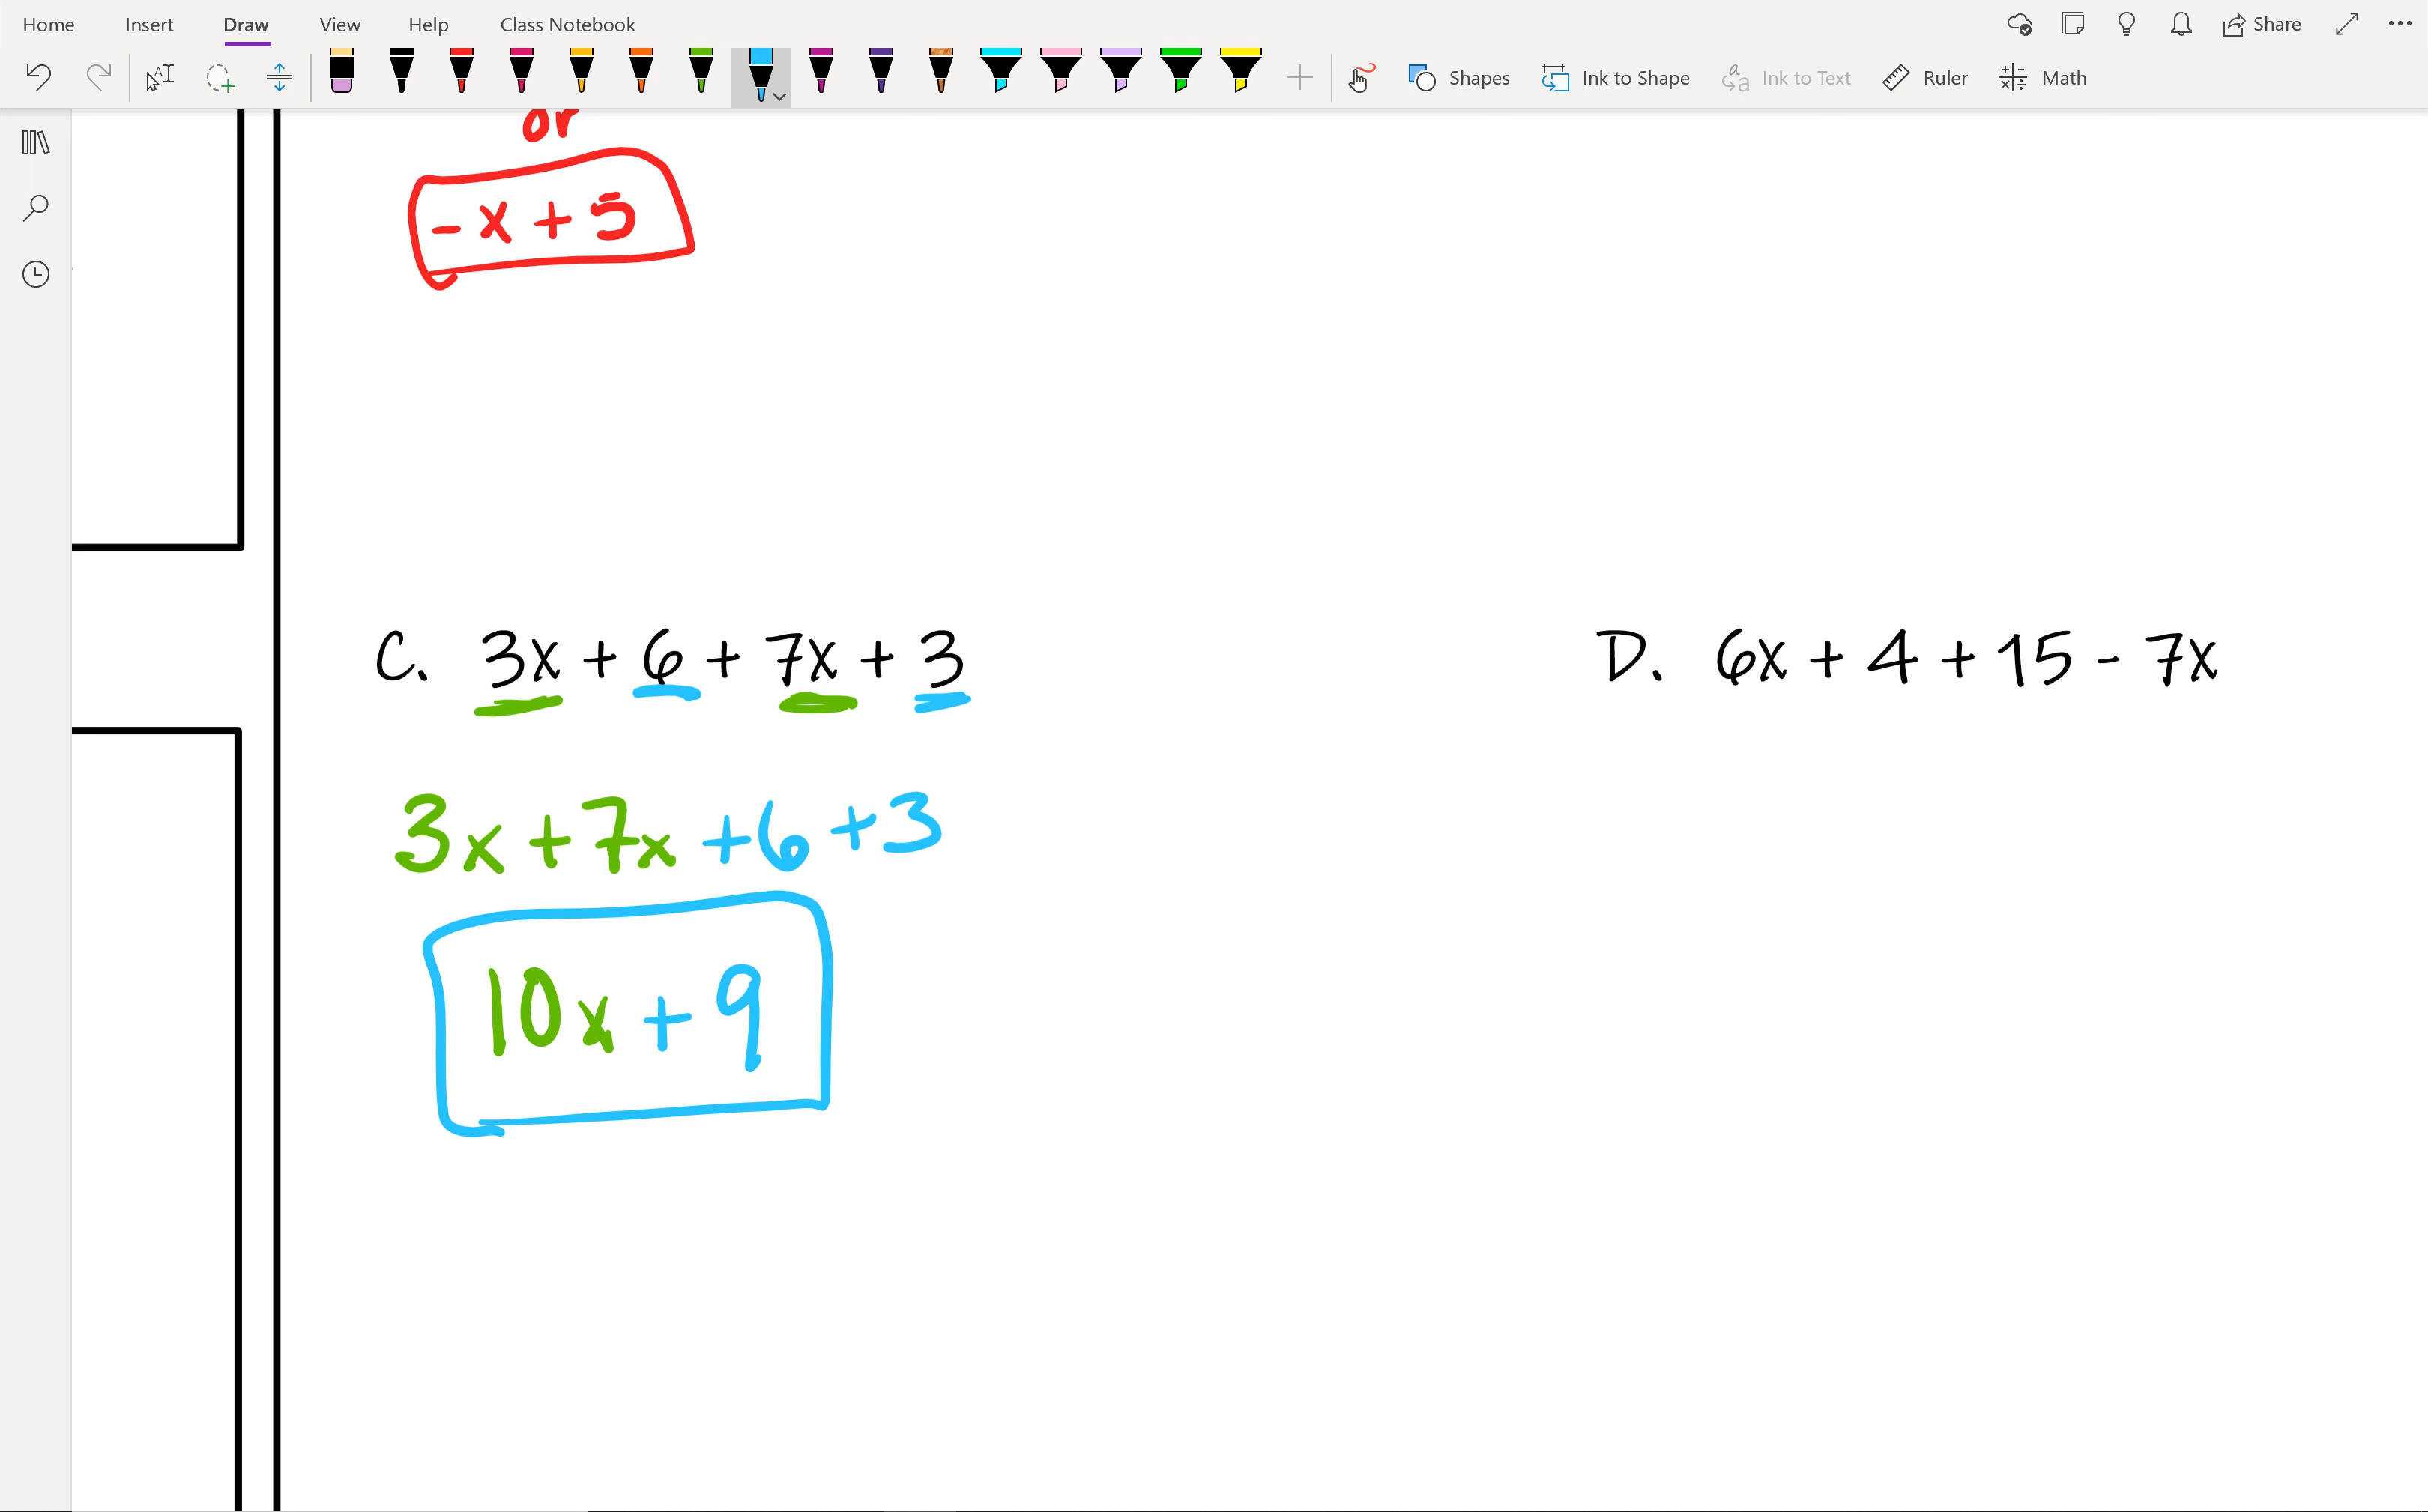 Home Insert Draw View Help Class Notebook Share
Shapes Ink to Shape Ink to Text Ruler Math
or
-x + 5
C. 3x + 6 + 7x + 3
D. 6x + 4 + 15 - 7x
3x + 7x + 6 + 3
10x + 9